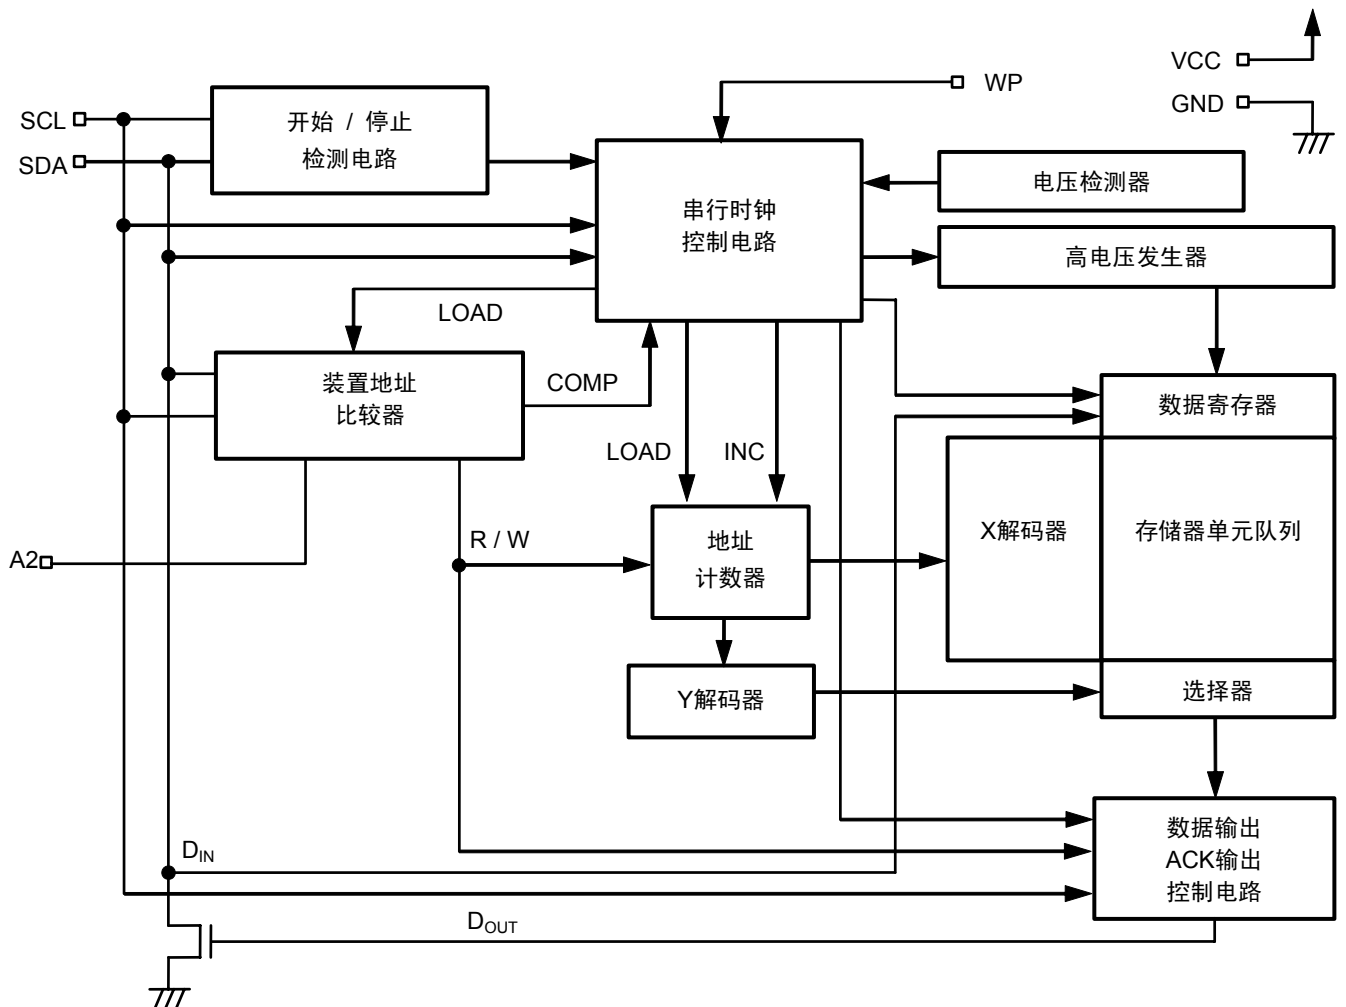 WP
VCC
GND
SCL
SDA
开始 / 停止
检测电路
电压检测器
串行时钟
控制电路
高电压发生器
LOAD
装置地址
比较器
COMP
数据寄存器
LOAD
INC
R / W
A2
地址
计数器
X解码器
存储器单元队列
Y解码器
选择器
数据输出
ACK输出
控制电路
DIN
DOUT